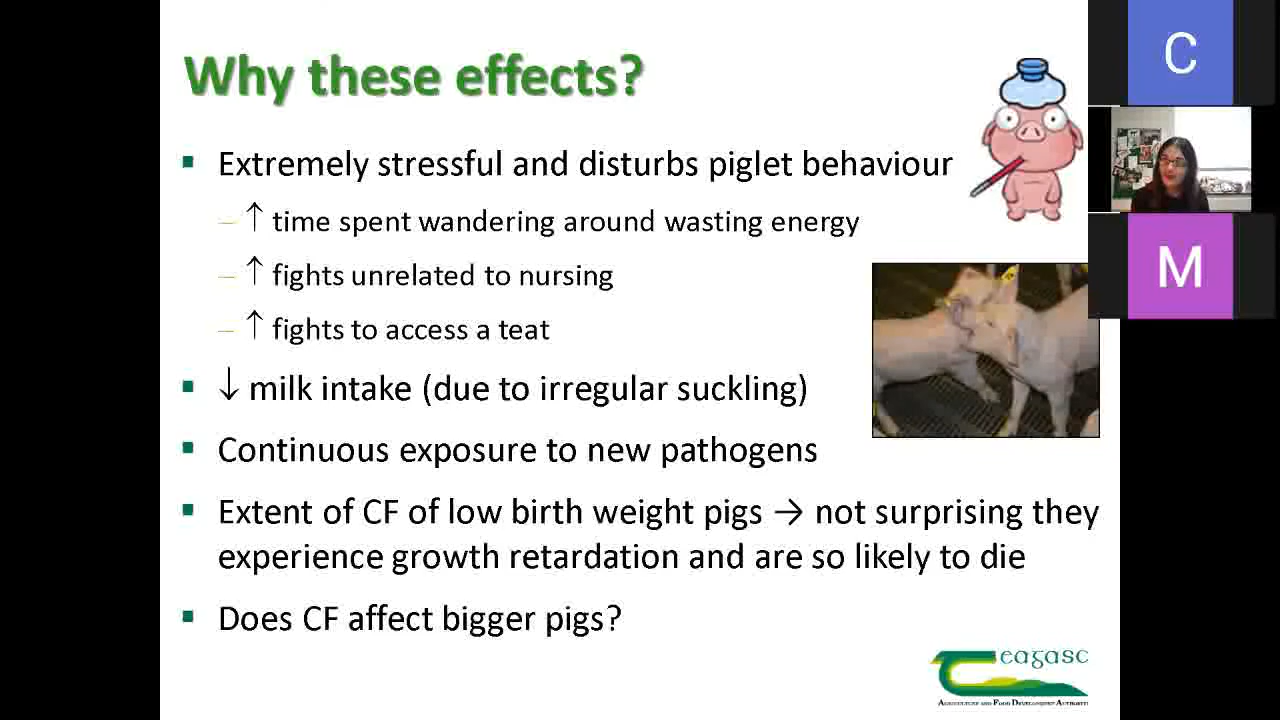 Why these effects?
Extremely stressful and disturbs piglet behaviour
– ↑ time spent wandering around wasting energy
– ↑ fights unrelated to nursing
– ↑ fights to access a teat
↓ milk intake (due to irregular suckling)
Continuous exposure to new pathogens
Extent of CF of low birth weight pigs → not surprising they
experience growth retardation and are so likely to die
Does CF affect bigger pigs?
C
M
Teagasc
Agriculture and Food Development Authority